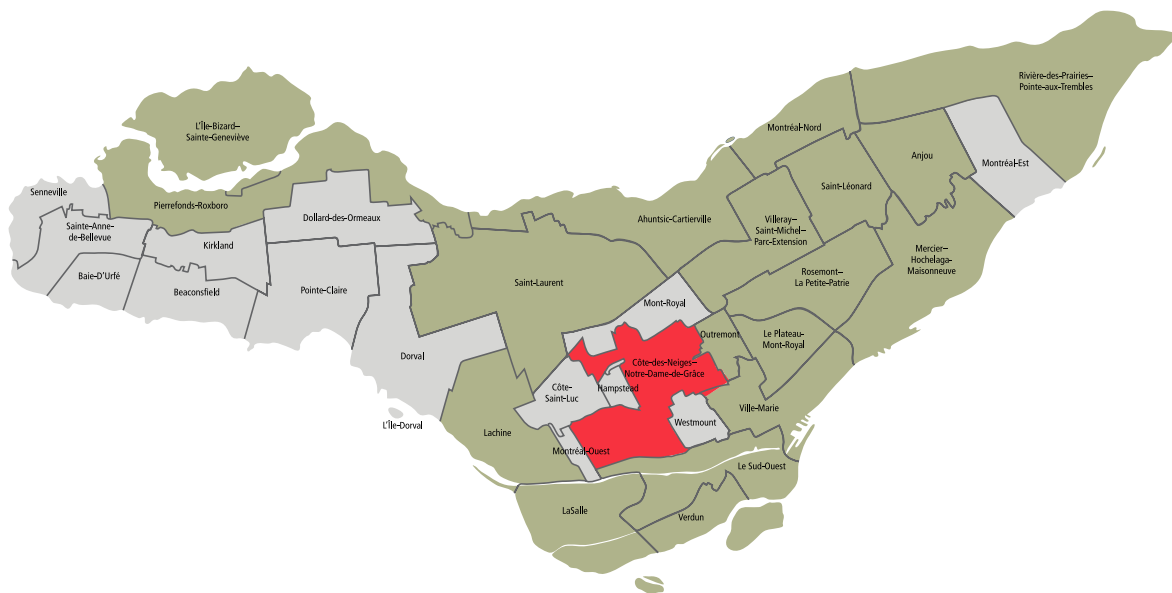 Rivière-des-Prairies–
Pointe-aux-Trembles
L'Île-Bizard–
Sainte-Geneviève
Montréal-Nord
Anjou
Montréal-Est
Saint-Léonard
Senneville
Pierrefonds-Roxboro
Dollard-des-Ormeaux
Ahuntsic-Cartierville
Villeray–
Saint-Michel–
Parc-Extension
Sainte-Anne-
de-Bellevue
Kirkland
Mercier–
Hochelaga-
Maisonneuve
Baie-D'Urfé
Beaconsfield
Pointe-Claire
Saint-Laurent
Rosemont–
La Petite-Patrie
Mont-Royal
Dorval
Outremont
Le Plateau-
Mont-Royal
Côte-des-Neiges–
Notre-Dame-de-Grâce
Côte-
Saint-Luc
Hampstead
Ville-Marie
L'Île-Dorval
Lachine
Westmount
Montréal-Ouest
Le Sud-Ouest
LaSalle
Verdun